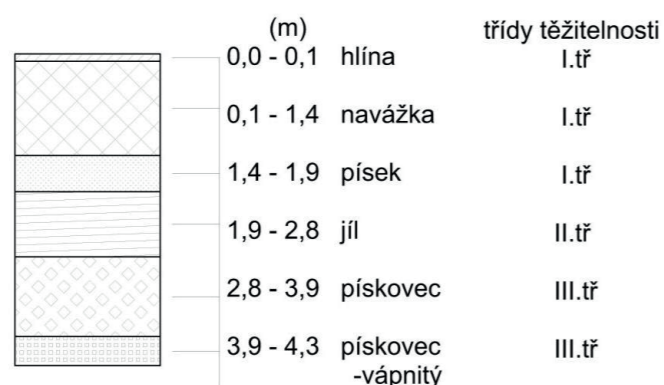 (m) třídy těžitelnosti
0,0 - 0,1 hlína I.tř
0,1 - 1,4 navážka I.tř
1,4 - 1,9 písek I.tř
1,9 - 2,8 jíl II.tř
2,8 - 3,9 pískovec III.tř
3,9 - 4,3 pískovec III.tř
-vápnitý